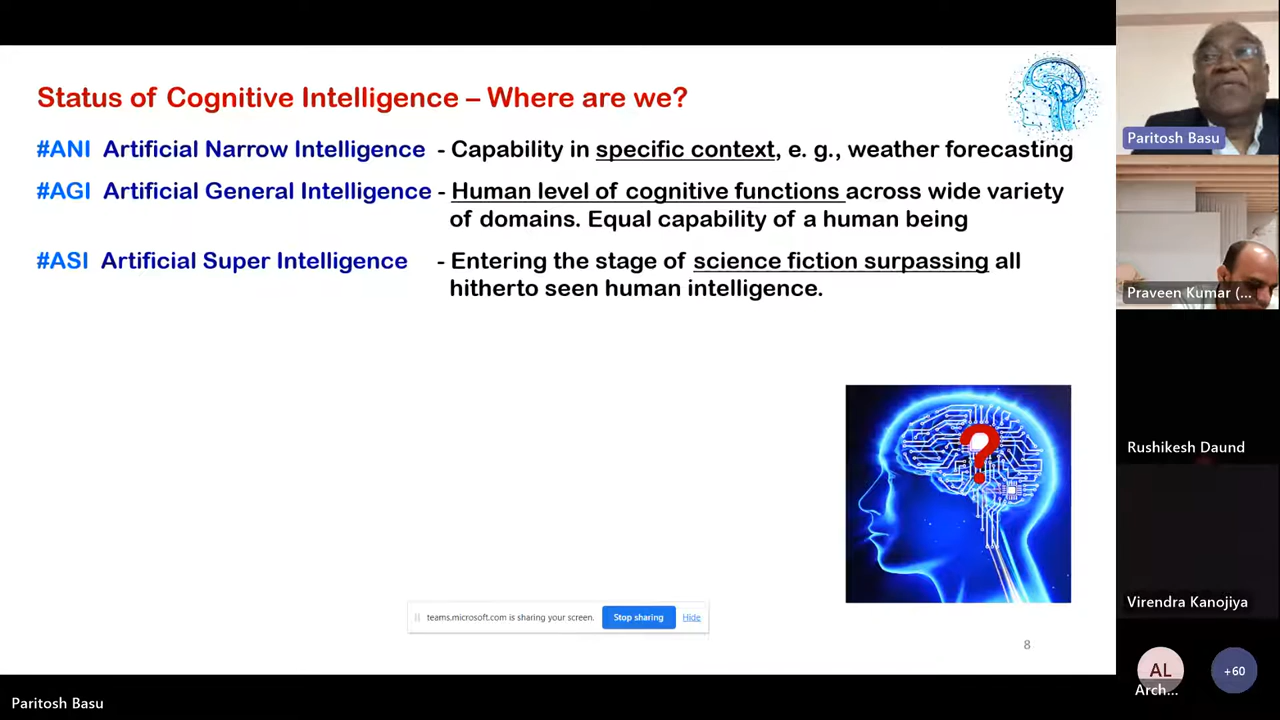 Status of Cognitive Intelligence – Where are we?
#ANI Artificial Narrow Intelligence - Capability in specific context, e. g., weather forecasting
#AGI Artificial General Intelligence - Human level of cognitive functions across wide variety
of domains. Equal capability of a human being
#ASI Artificial Super Intelligence - Entering the stage of science fiction surpassing all
hitherto seen human intelligence.
?
teams.microsoft.com is sharing your screen. Stop sharing Hide
8
Paritosh Basu
Paritosh Basu
Praveen Kumar (...
Rushikesh Daund
Virendra Kanojiya
AL
Arch...
+60